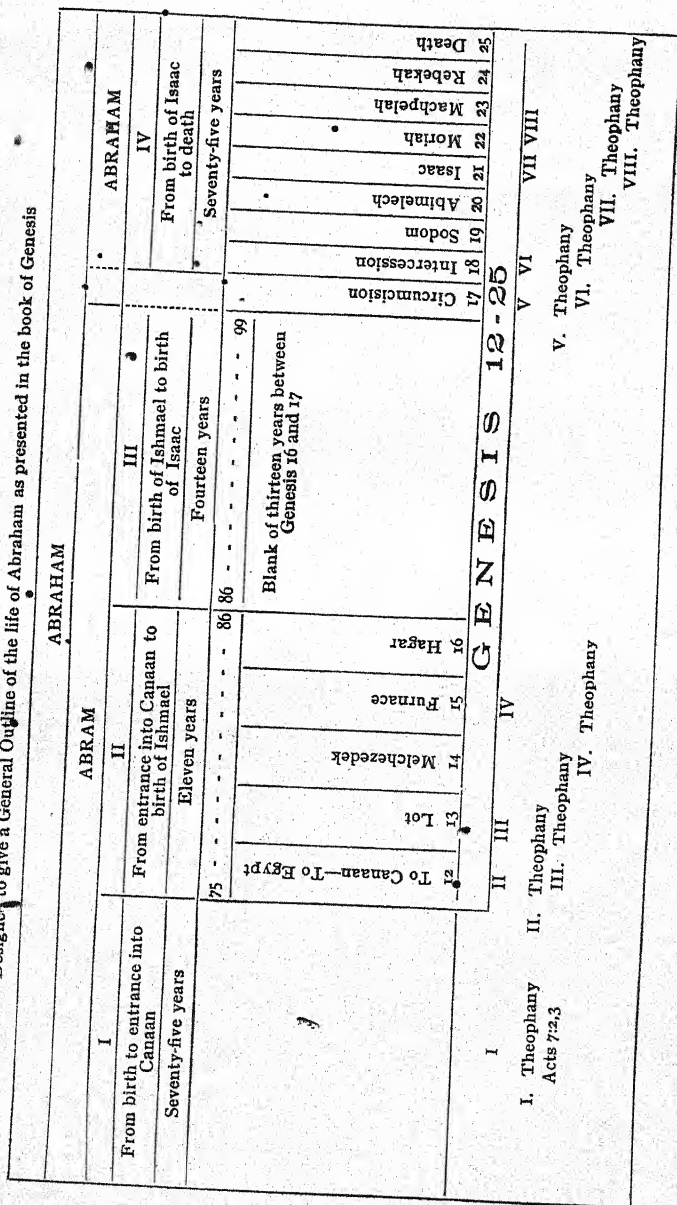 Designed to give a General Outline of the life of Abraham as presented in the book of Genesis
ABRAHAM
ABRAM
ABRAHAM
I
From birth to entrance into
Canaan
Seventy-five years
II
From entrance into Canaan to
birth of Ishmael
Eleven years
III
From birth of Ishmael to birth
of Isaac
Fourteen years
IV
From birth of Isaac
to death
Seventy-five years
75 - - - - - - - - 86
86 - - - - - - - - 99
To Canaan—To Egypt
12
Lot
13
Melchezedek
14
Furnace
15
Hagar
16
Blank of thirteen years between
Genesis 16 and 17
Circumcision
17
Intercession
18
Sodom
19
Abimelech
20
Isaac
21
Moriah
22
Machpelah
23
Rebekah
24
Death
25
GENESIS 12-25
I II III IV V VI VII VIII
I. Theophany
Acts 7:2,3
II. Theophany
III. Theophany
IV. Theophany
V. Theophany
VI. Theophany
VII. Theophany
VIII. Theophany